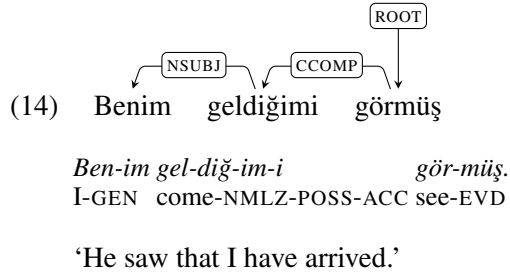 ROOT
NSUBJ CCOMP
(14) Benim geldiğimi görmüş
Ben-im gel-diğ-im-i gör-müş.
I-GEN come-NMLZ-POSS-ACC see-EVD
‘He saw that I have arrived.’